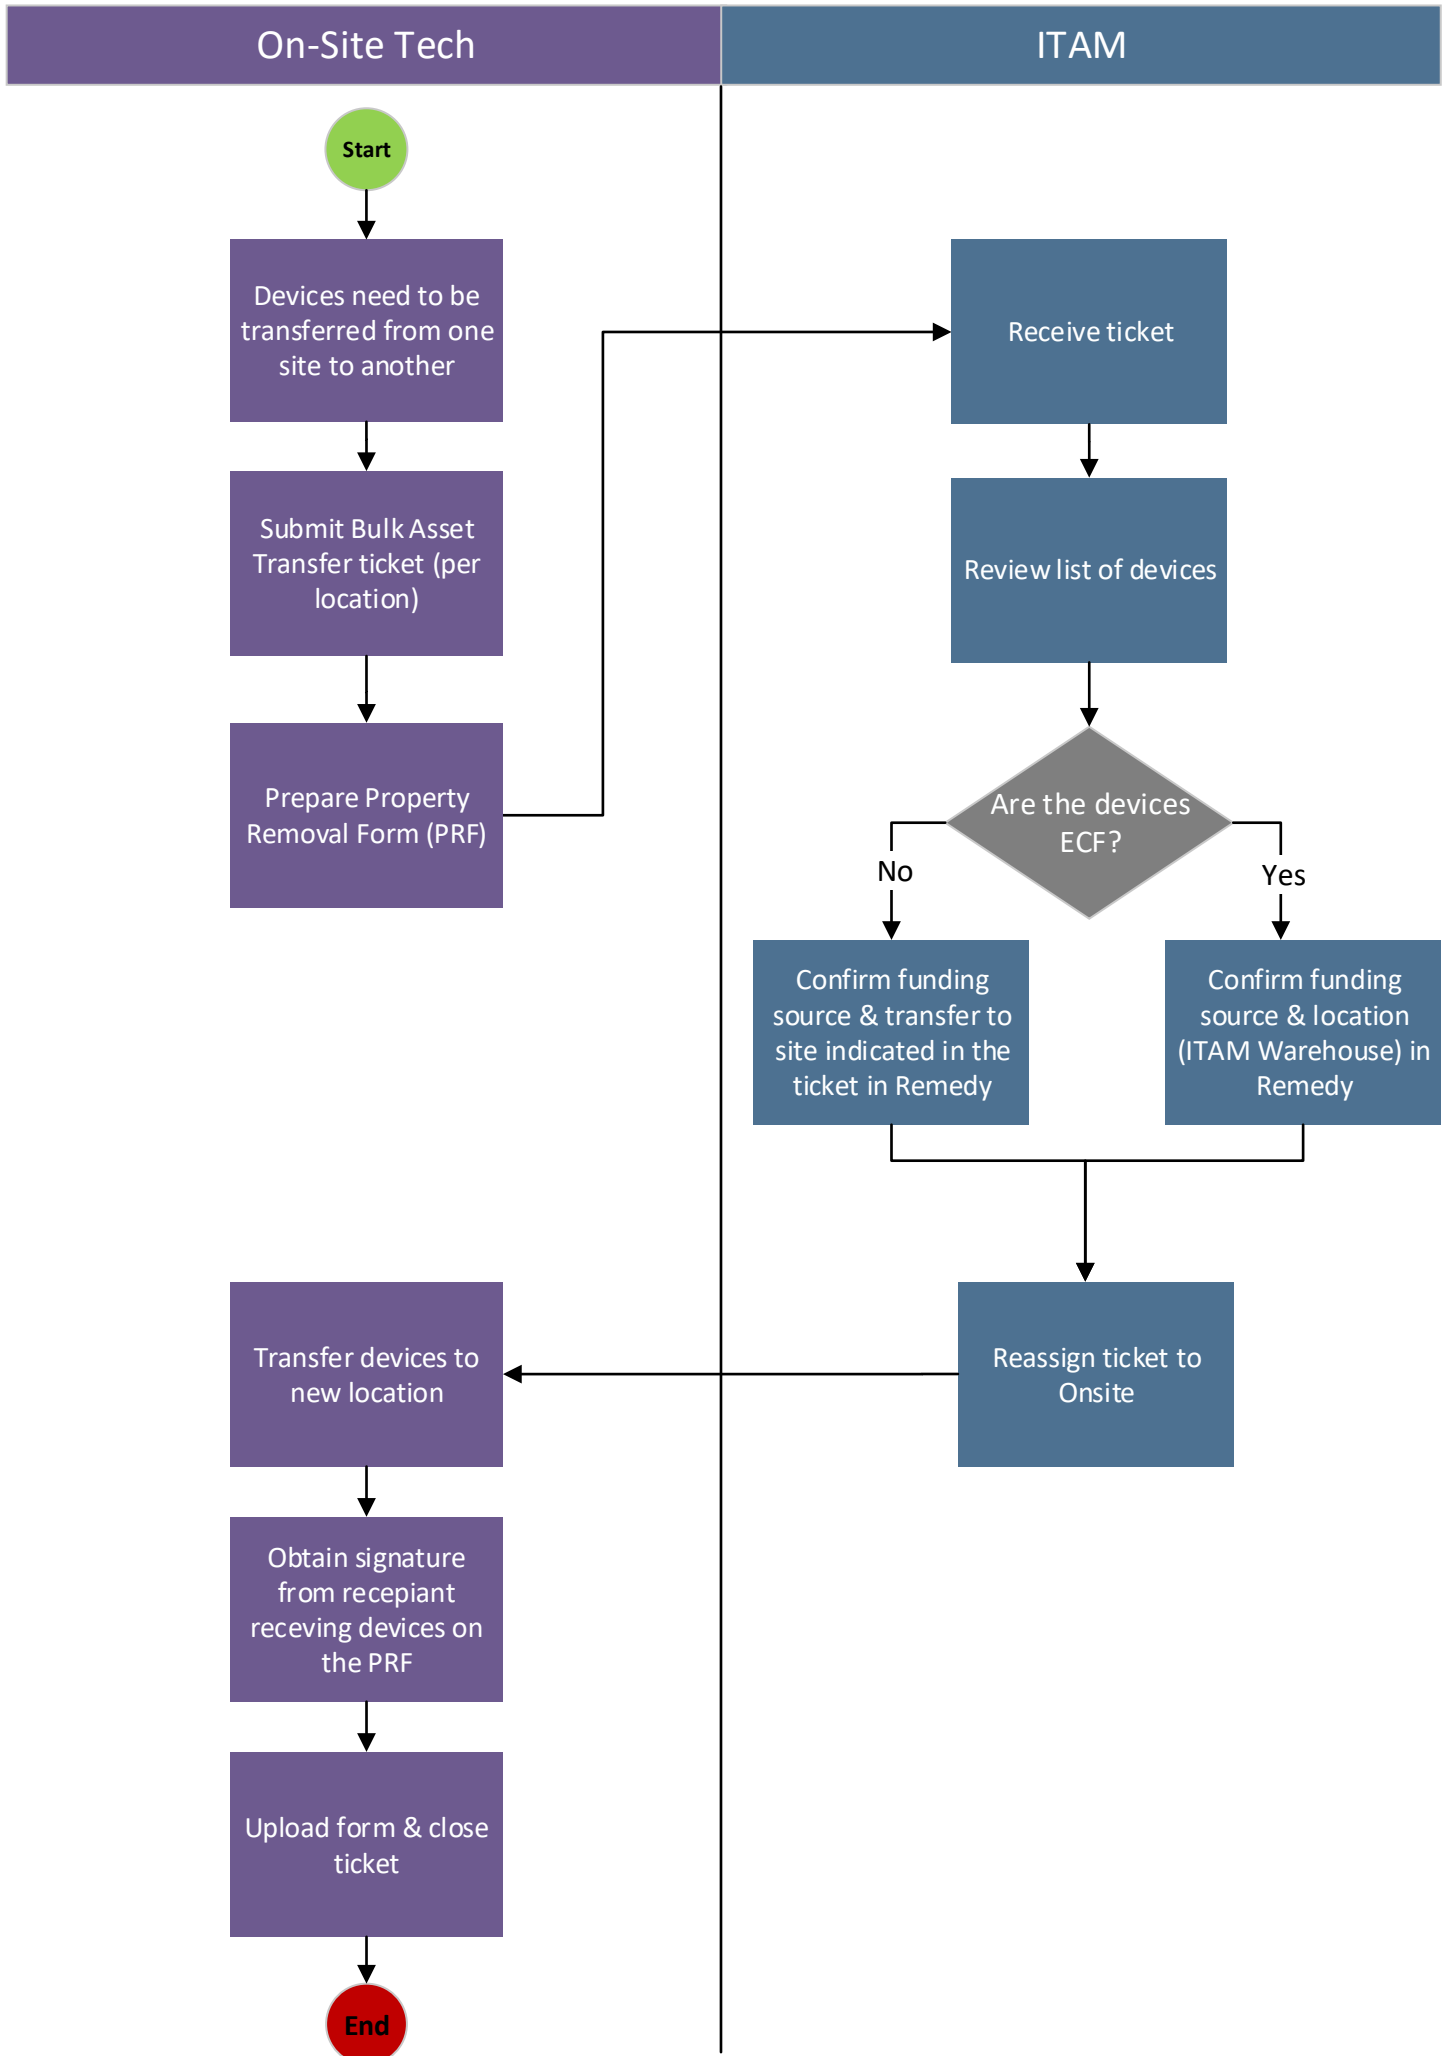 On-Site Tech
ITAM
Start
Devices need to be
transferred from one
site to another
Submit Bulk Asset
Transfer ticket (per
location)
Prepare Property
Removal Form (PRF)
Receive ticket
Review list of devices
Are the devices
ECF?
No
Yes
Confirm funding
source & transfer to
site indicated in the
ticket in Remedy
Confirm funding
source & location
(ITAM Warehouse) in
Remedy
Reassign ticket to
Onsite
Transfer devices to
new location
Obtain signature
from recepiant
receving devices on
the PRF
Upload form & close
ticket
End